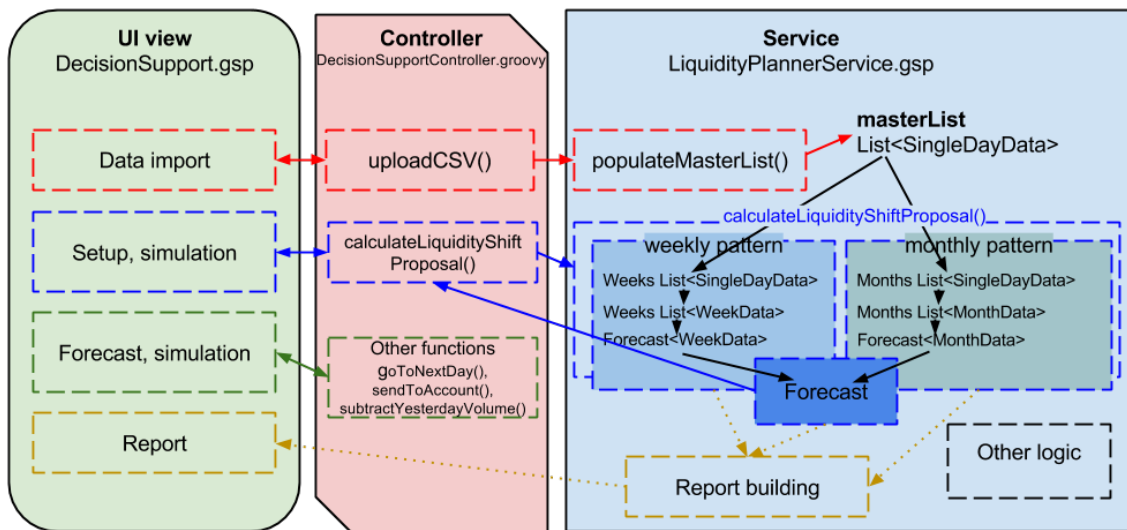 UI view
DecisionSupport.gsp
Data import
Setup, simulation
Forecast, simulation
Report
Controller
DecisionSupportController.groovy
uploadCSV()
calculateLiquidityShift
Proposal()
Other functions
goToNextDay(),
sendToAccount(),
subtractYesterdayVolume()
Service
LiquidityPlannerService.gsp
populateMasterList()
masterList
List<SingleDayData>
calculateLiquidityShiftProposal()
weekly pattern
Weeks List<SingleDayData>
Weeks List<WeekData>
Forecast<WeekData>
monthly pattern
Months List<SingleDayData>
Months List<MonthData>
Forecast<MonthData>
Forecast
Report building
Other logic